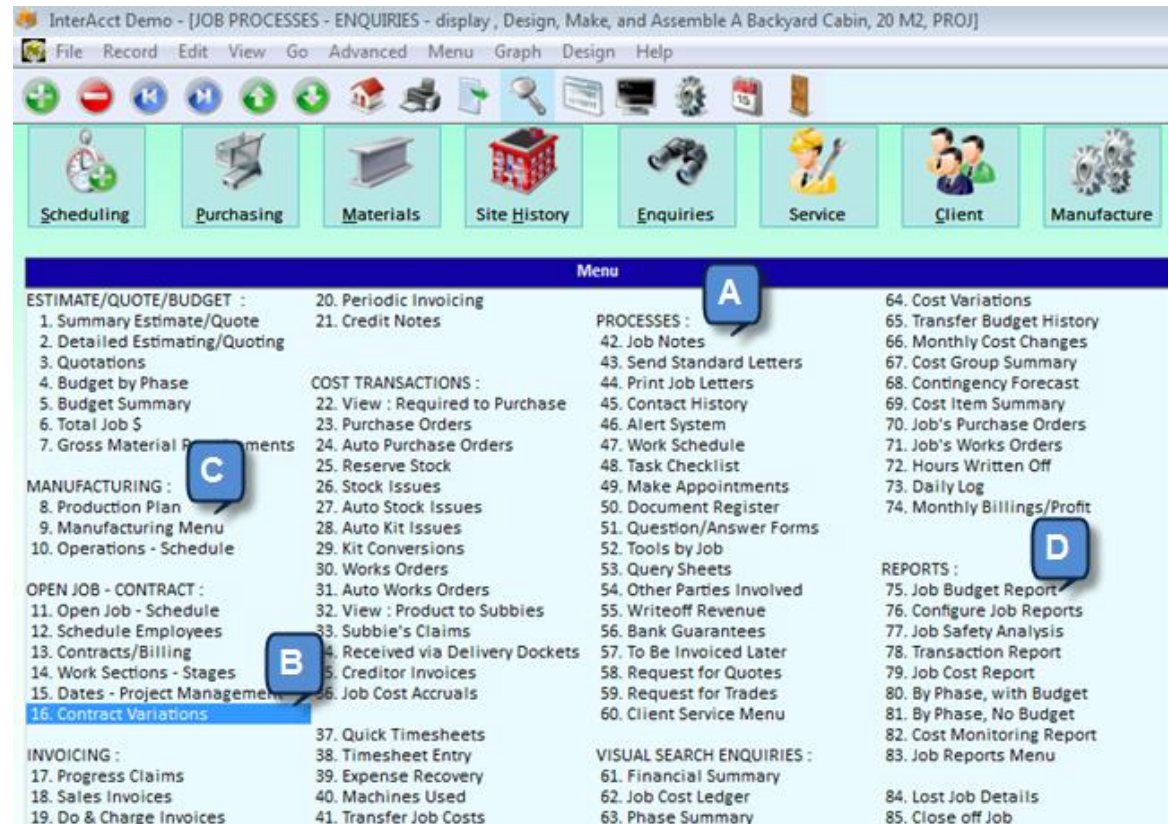 InterAcct Demo - [JOB PROCESSES - ENQUIRIES - display , Design, Make, and Assemble A Backyard Cabin, 20 M2, PROJ]
File Record Edit View Go Advanced Menu Graph Design Help
15
Scheduling Purchasing Materials Site History Enquiries Service Client Manufacture
Menu
ESTIMATE/QUOTE/BUDGET :
1. Summary Estimate/Quote
2. Detailed Estimating/Quoting
3. Quotations
4. Budget by Phase
5. Budget Summary
6. Total Job $
7. Gross Material
C
MANUFACTURING :
8. Production Plan
9. Manufacturing Menu
10. Operations - Schedule
OPEN JOB - CONTRACT :
11. Open Job - Schedule
12. Schedule Employees
13. Contracts/Billing
14. Work Sections - Stages
15. Dates - Project Management
16. Contract Variations
B
INVOICING :
17. Progress Claims
18. Sales Invoices
19. Do & Charge Invoices
20. Periodic Invoicing
21. Credit Notes
COST TRANSACTIONS :
22. View : Required to Purchase
23. Purchase Orders
24. Auto Purchase Orders
25. Reserve Stock
26. Stock Issues
27. Auto Stock Issues
28. Auto Kit Issues
29. Kit Conversions
30. Works Orders
31. Auto Works Orders
32. View : Product to Subbies
33. Subbie's Claims
Received via Delivery Dockets
Creditor Invoices
36. Job Cost Accruals
37. Quick Timesheets
38. Timesheet Entry
39. Expense Recovery
40. Machines Used
41. Transfer Job Costs
A
PROCESSES :
42. Job Notes
43. Send Standard Letters
44. Print Job Letters
45. Contact History
46. Alert System
47. Work Schedule
48. Task Checklist
49. Make Appointments
50. Document Register
51. Question/Answer Forms
52. Tools by Job
53. Query Sheets
54. Other Parties Involved
55. Writeoff Revenue
56. Bank Guarantees
57. To Be Invoiced Later
58. Request for Quotes
59. Request for Trades
60. Client Service Menu
VISUAL SEARCH ENQUIRIES :
61. Financial Summary
62. Job Cost Ledger
63. Phase Summary
64. Cost Variations
65. Transfer Budget History
66. Monthly Cost Changes
67. Cost Group Summary
68. Contingency Forecast
69. Cost Item Summary
70. Job's Purchase Orders
71. Job's Works Orders
72. Hours Written Off
73. Daily Log
74. Monthly Billings/Profit
D
REPORTS :
75. Job Budget Report
76. Configure Job Reports
77. Job Safety Analysis
78. Transaction Report
79. Job Cost Report
80. By Phase, with Budget
81. By Phase, No Budget
82. Cost Monitoring Report
83. Job Reports Menu
84. Lost Job Details
85. Close off Job